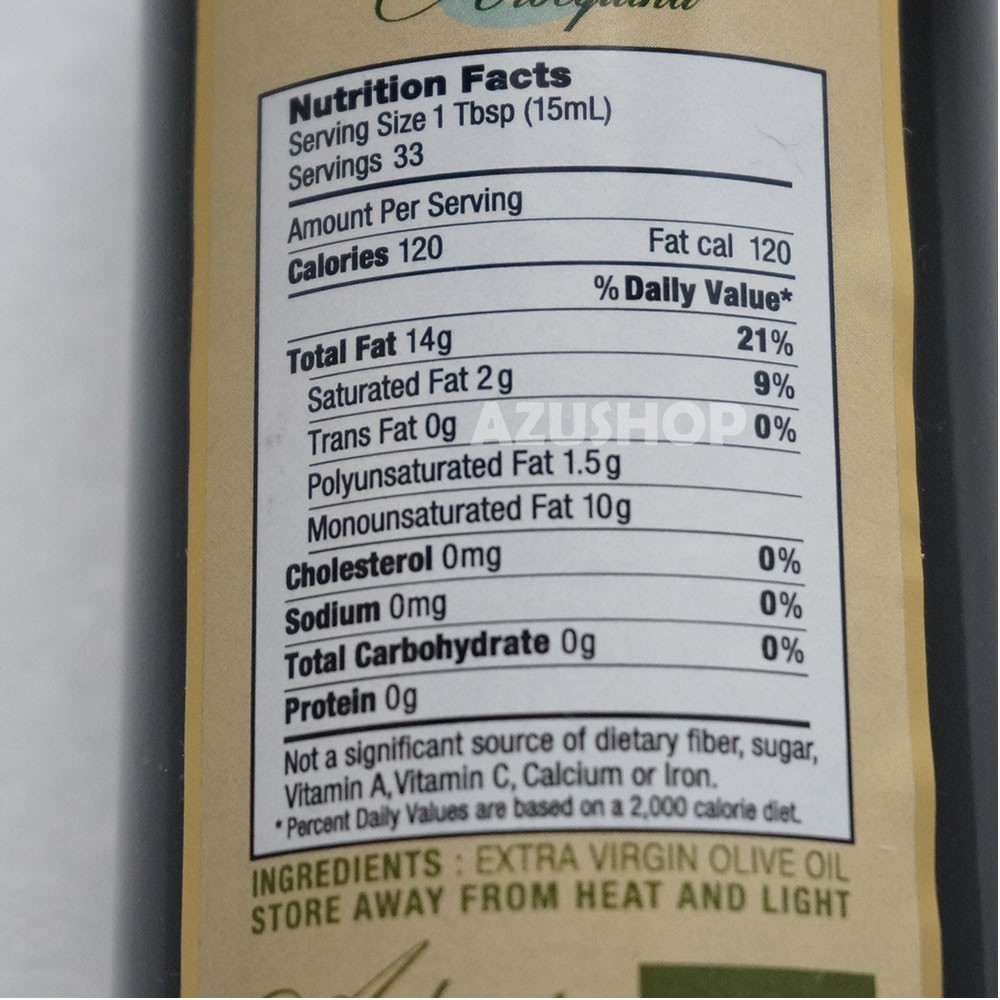 Nutrition Facts
Serving Size 1 Tbsp (15mL)
Servings 33
Amount Per Serving
Calories 120 Fat cal 120
% Daily Value*
Total Fat 14g 21%
Saturated Fat 2g 9%
Trans Fat 0g 0%
AZUSHOP
Polyunsaturated Fat 1.5g
Monounsaturated Fat 10g
Cholesterol 0mg 0%
Sodium 0mg 0%
Total Carbohydrate 0g 0%
Protein 0g
Not a significant source of dietary fiber, sugar,
Vitamin A, Vitamin C, Calcium or Iron.
*Percent Daily Values are based on a 2,000 calorie diet.
INGREDIENTS : EXTRA VIRGIN OLIVE OIL
STORE AWAY FROM HEAT AND LIGHT